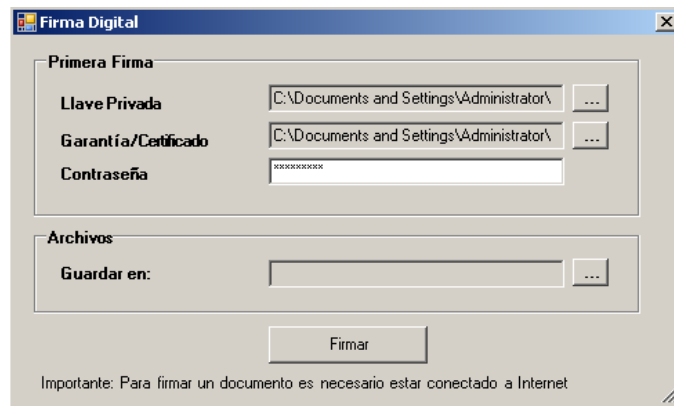 Firma Digital
Primera Firma
Llave Privada C:\Documents and Settings\Administrator\ ...
Garantía/Certificado C:\Documents and Settings\Administrator\ ...
Contraseña *********
Archivos
Guardar en: ...
Firmar
Importante: Para firmar un documento es necesario estar conectado a Internet